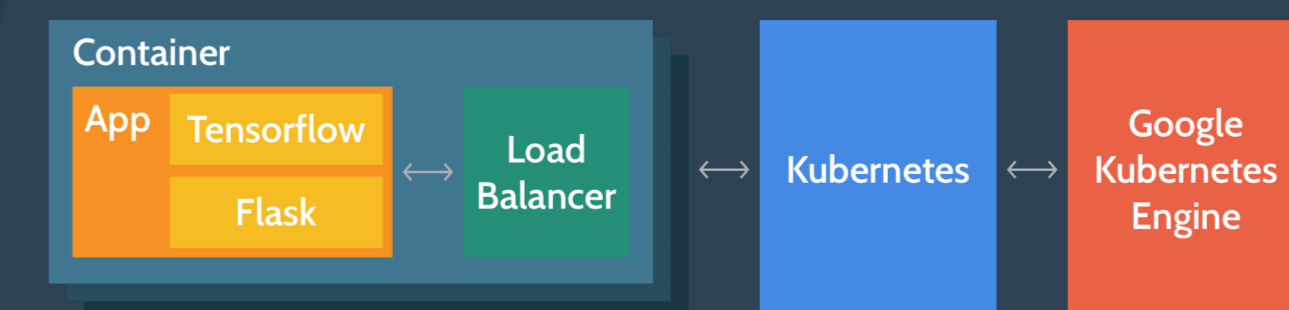 Container
App
Tensorflow
Flask
Load
Balancer
Kubernetes
Google
Kubernetes
Engine